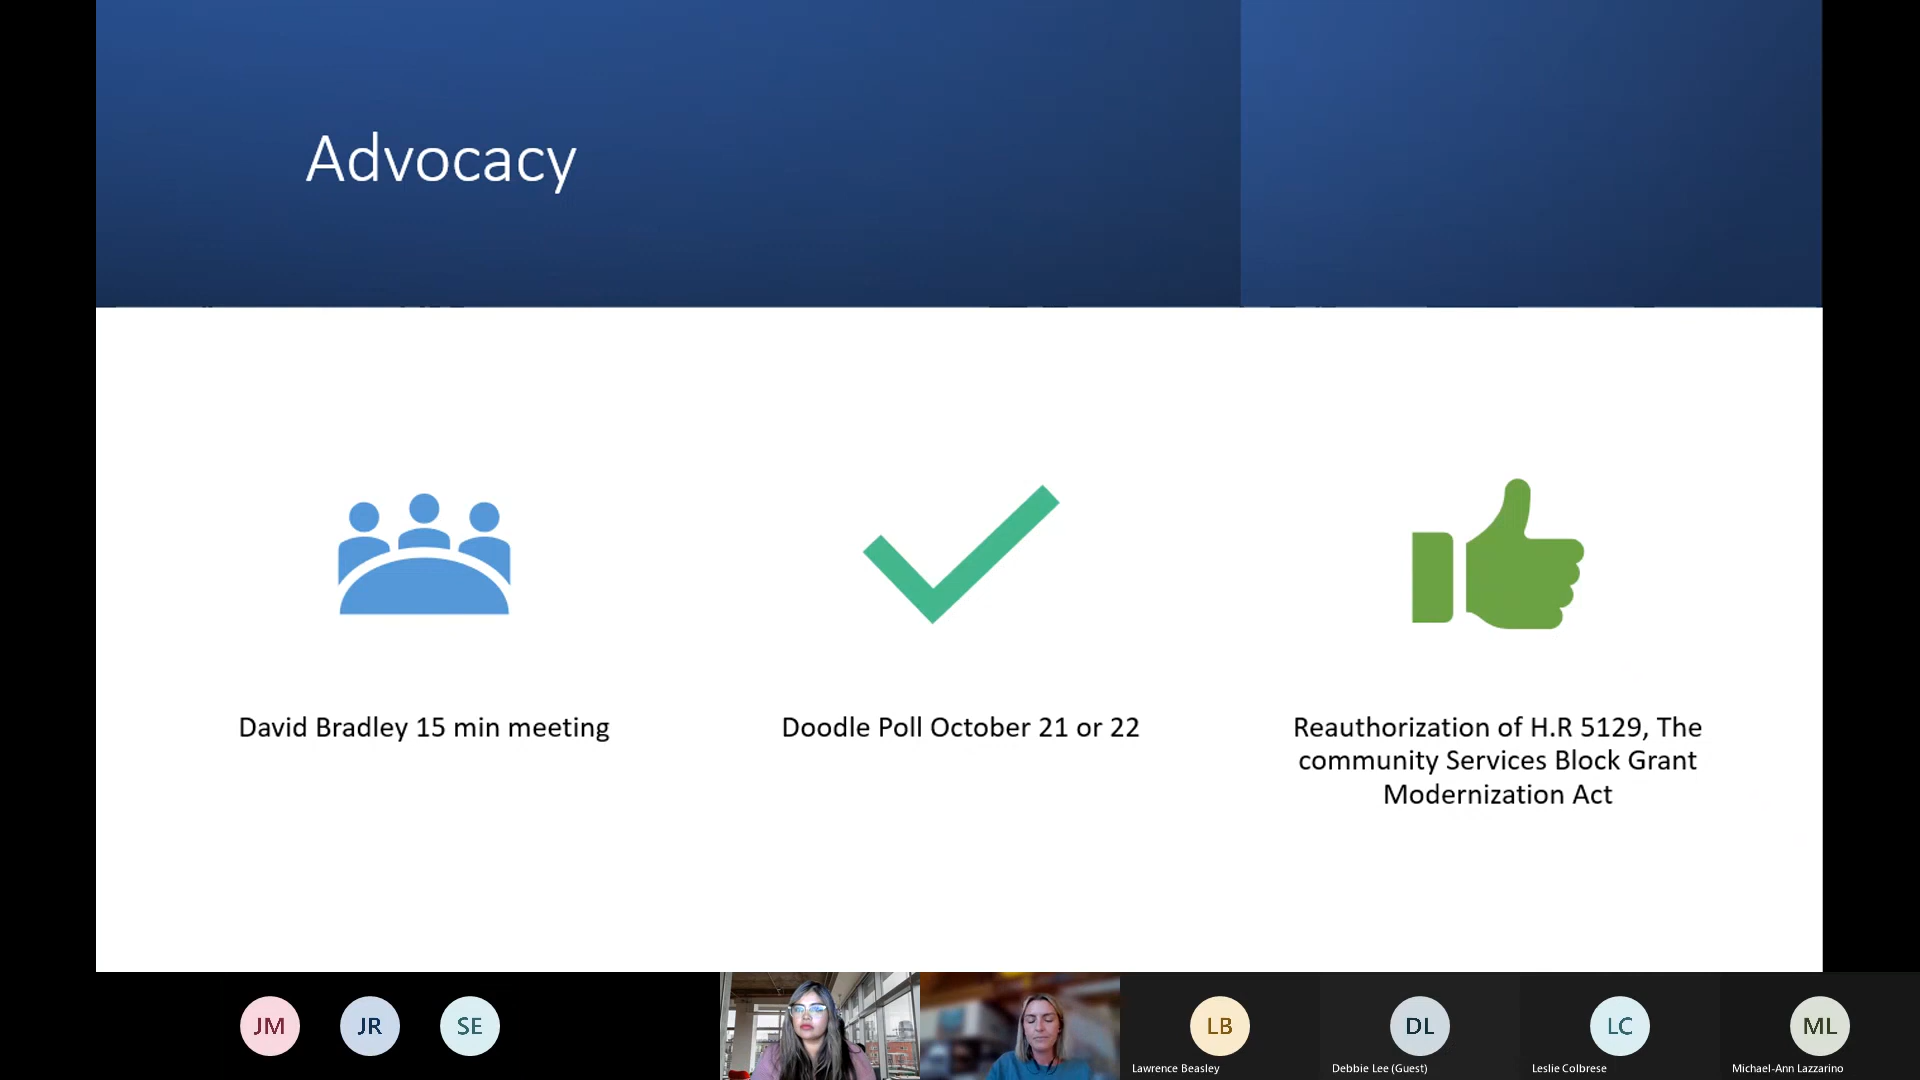 Advocacy
David Bradley 15 min meeting
Doodle Poll October 21 or 22
Reauthorization of H.R 5129, The
community Services Block Grant
Modernization Act
JM
JR
SE
LB
Lawrence Beasley
DL
Debbie Lee (Guest)
LC
Leslie Colbrese
ML
Michael-Ann Lazzarino